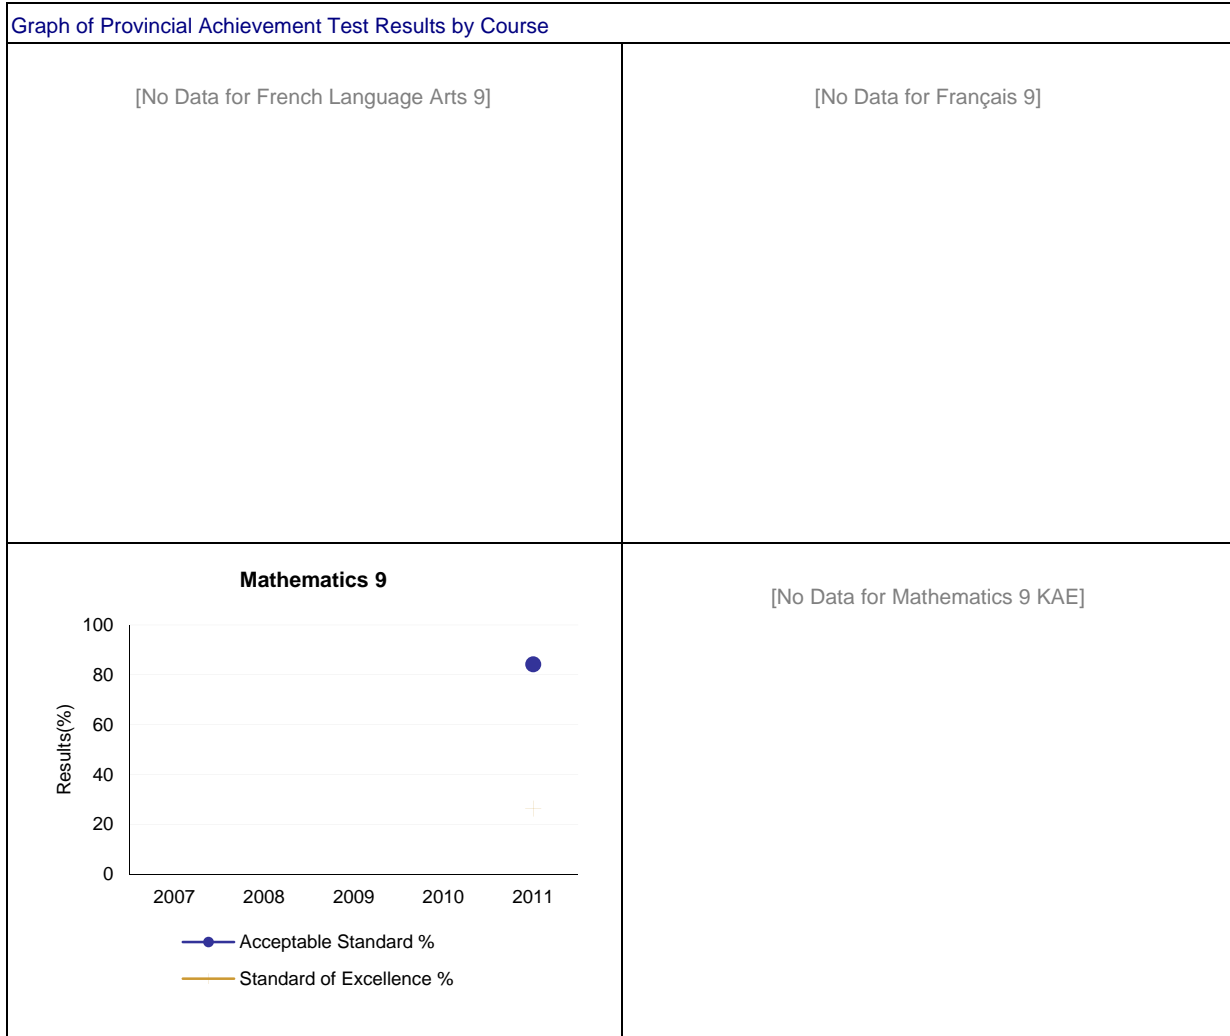 Graph of Provincial Achievement Test Results by Course
[No Data for French Language Arts 9]
[No Data for Français 9]
Mathematics 9
100
80
60
40
20
0
Results(%)
2007 2008 2009 2010 2011
Acceptable Standard %
Standard of Excellence %
[No Data for Mathematics 9 KAE]